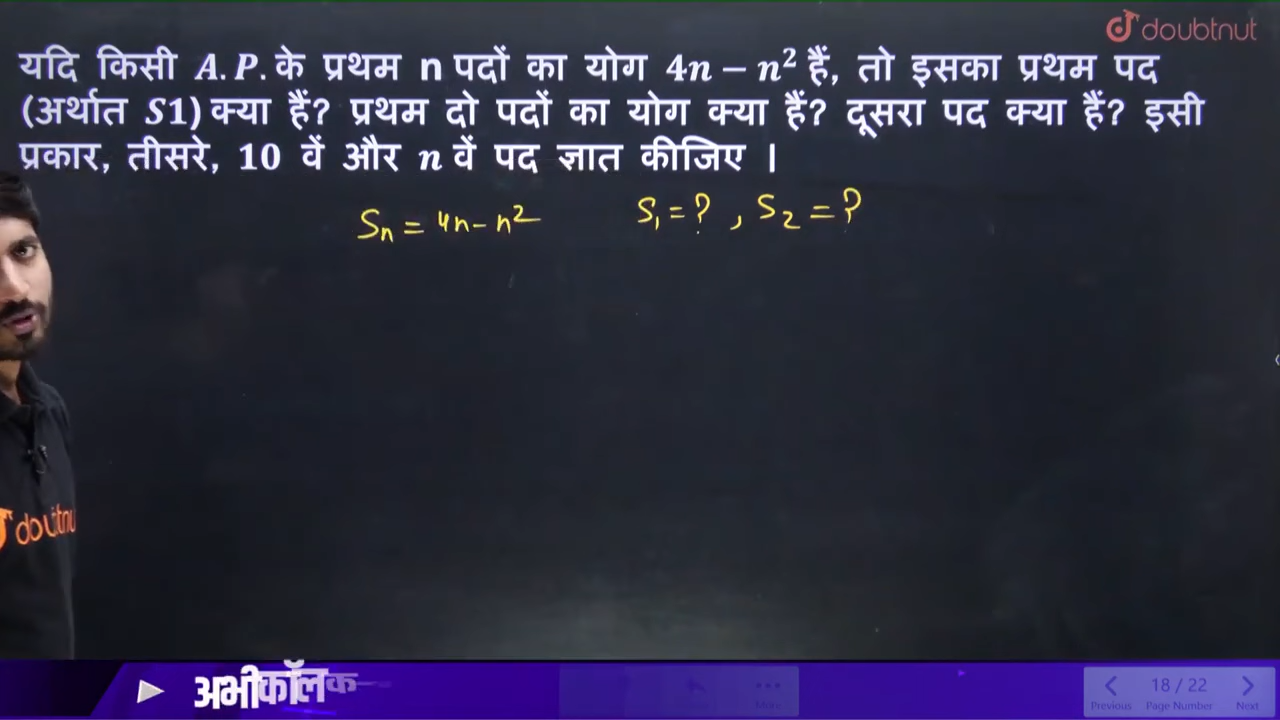 doubtnut
यदि किसी A.P. के प्रथम n पदों का योग 4n − n² हैं, तो इसका प्रथम पद
(अर्थात S1) क्या हैं? प्रथम दो पदों का योग क्या हैं? दूसरा पद क्या हैं? इसी
प्रकार, तीसरे, 10 वें और n वें पद ज्ञात कीजिए ।
Sₙ = 4n − n² S₁ = ? , S₂ = ?
doubtnut
अभी कॉल क
18 / 22
Previous Page Number Next
More